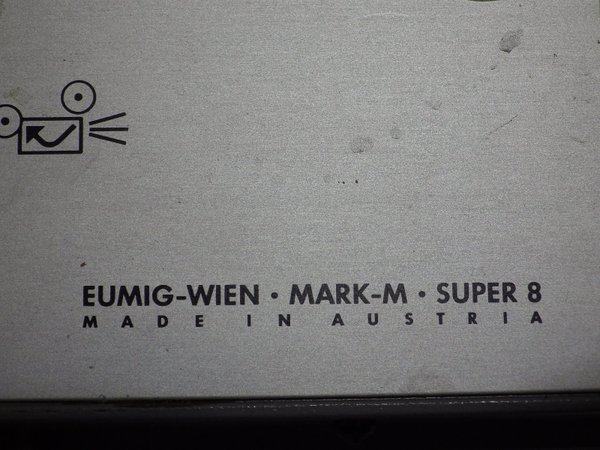 EUMIG-WIEN · MARK-M · SUPER 8
MADE IN AUSTRIA